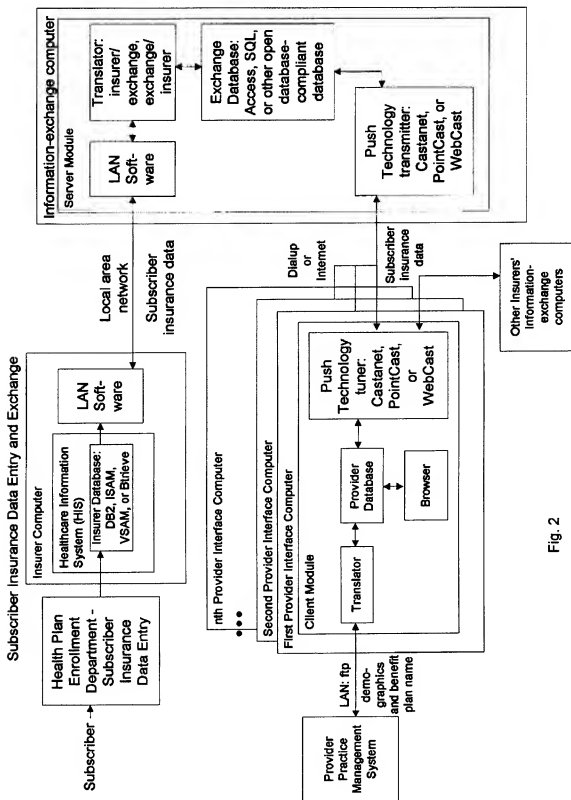 Subscriber Insurance Data Entry and Exchange
Subscriber
Health Plan
Enrollment
Department -
Subscriber
Insurance
Data Entry
Insurer Computer
Healthcare Information
System (HIS)
Insurer Database:
DB2, ISAM,
VSAM, or Btrieve
LAN
Soft-
ware
Local area
network
Subscriber
insurance data
Information-exchange computer
Server Module
LAN
Soft-
ware
Translator:
insurer/
exchange,
exchange/
insurer
Exchange
Database:
Access, SQL,
or other open
database-
compliant
database
Push
Technology
transmitter:
Castanet,
PointCast, or
WebCast
Dialup
or
Internet
Subscriber
insurance
data
nth Provider Interface Computer
•••
Second Provider Interface Computer
First Provider Interface Computer
Client Module
Push
Technology
tuner:
Castanet,
PointCast,
or
WebCast
Provider
Database
Browser
Translator
LAN: ftp
demo-
graphics
and benefit
plan name
Provider
Practice
Management
System
Other Insurers'
Information-
exchange
computers
Fig. 2